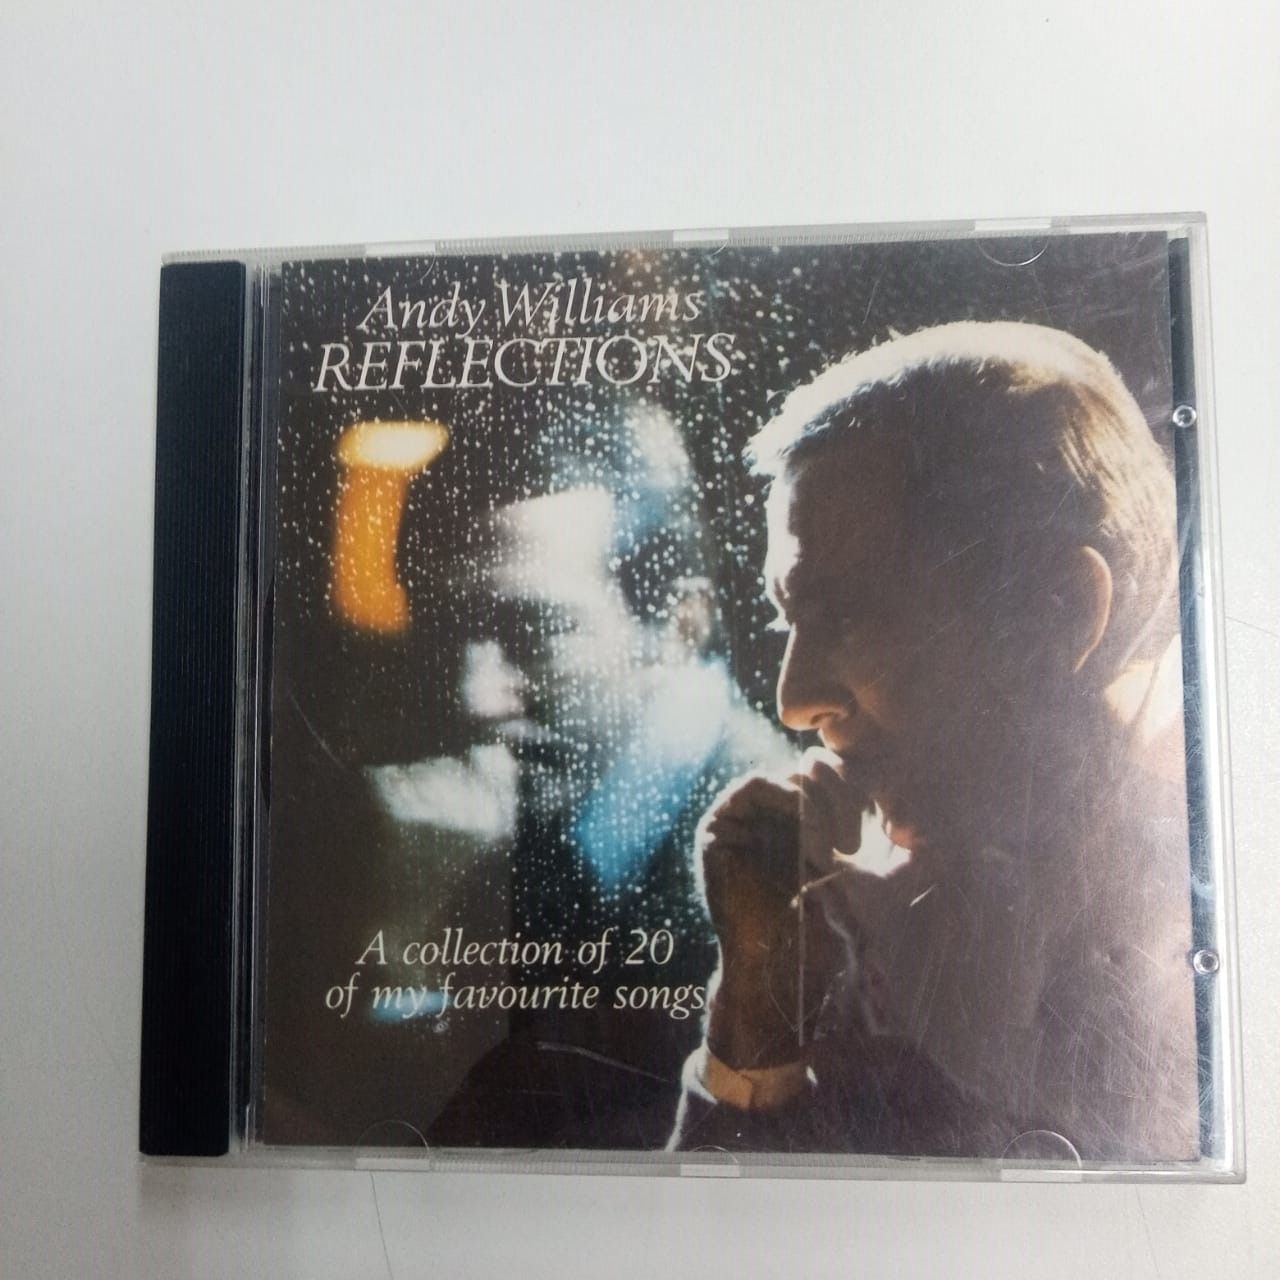 Andy Williams
REFLECTIONS
A collection of 20
of my favourite songs